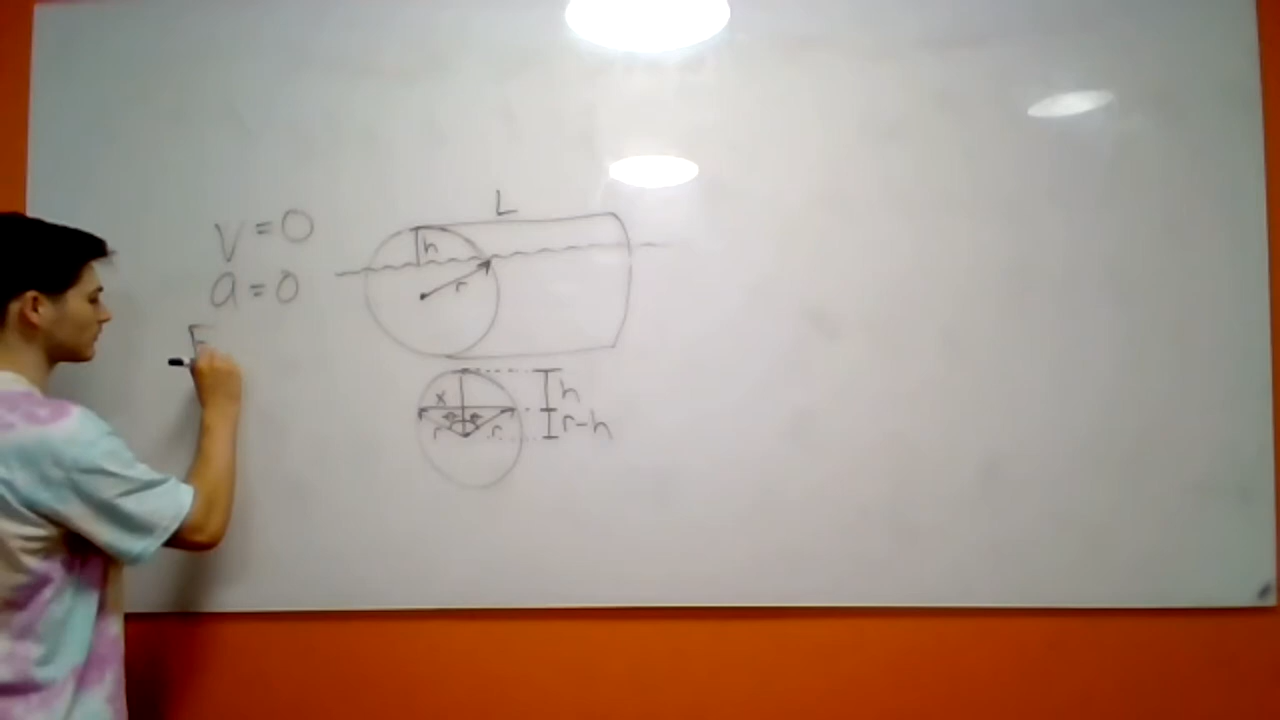 L
V = 0
h
a = 0
r
F
h
x
r-h
r
r